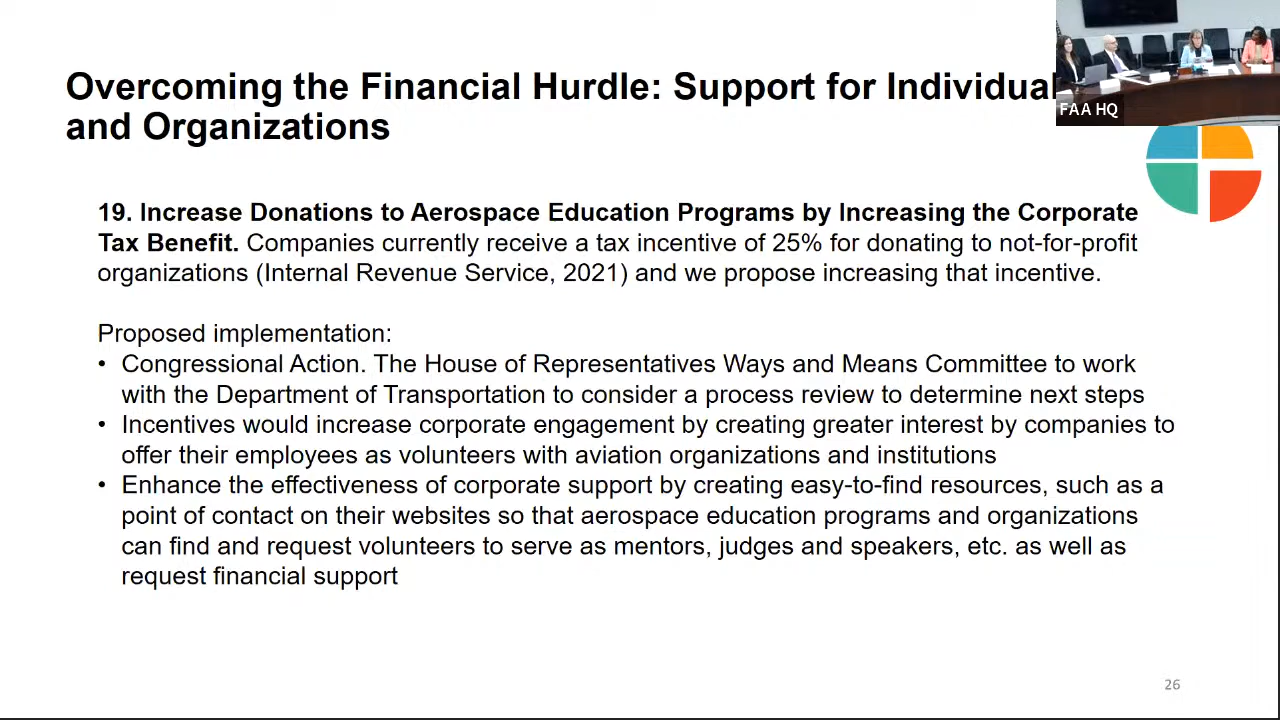 Overcoming the Financial Hurdle: Support for Individual
and Organizations
FAA HQ
19. Increase Donations to Aerospace Education Programs by Increasing the Corporate
Tax Benefit. Companies currently receive a tax incentive of 25% for donating to not-for-profit
organizations (Internal Revenue Service, 2021) and we propose increasing that incentive.
Proposed implementation:
• Congressional Action. The House of Representatives Ways and Means Committee to work
with the Department of Transportation to consider a process review to determine next steps
• Incentives would increase corporate engagement by creating greater interest by companies to
offer their employees as volunteers with aviation organizations and institutions
• Enhance the effectiveness of corporate support by creating easy-to-find resources, such as a
point of contact on their websites so that aerospace education programs and organizations
can find and request volunteers to serve as mentors, judges and speakers, etc. as well as
request financial support
26